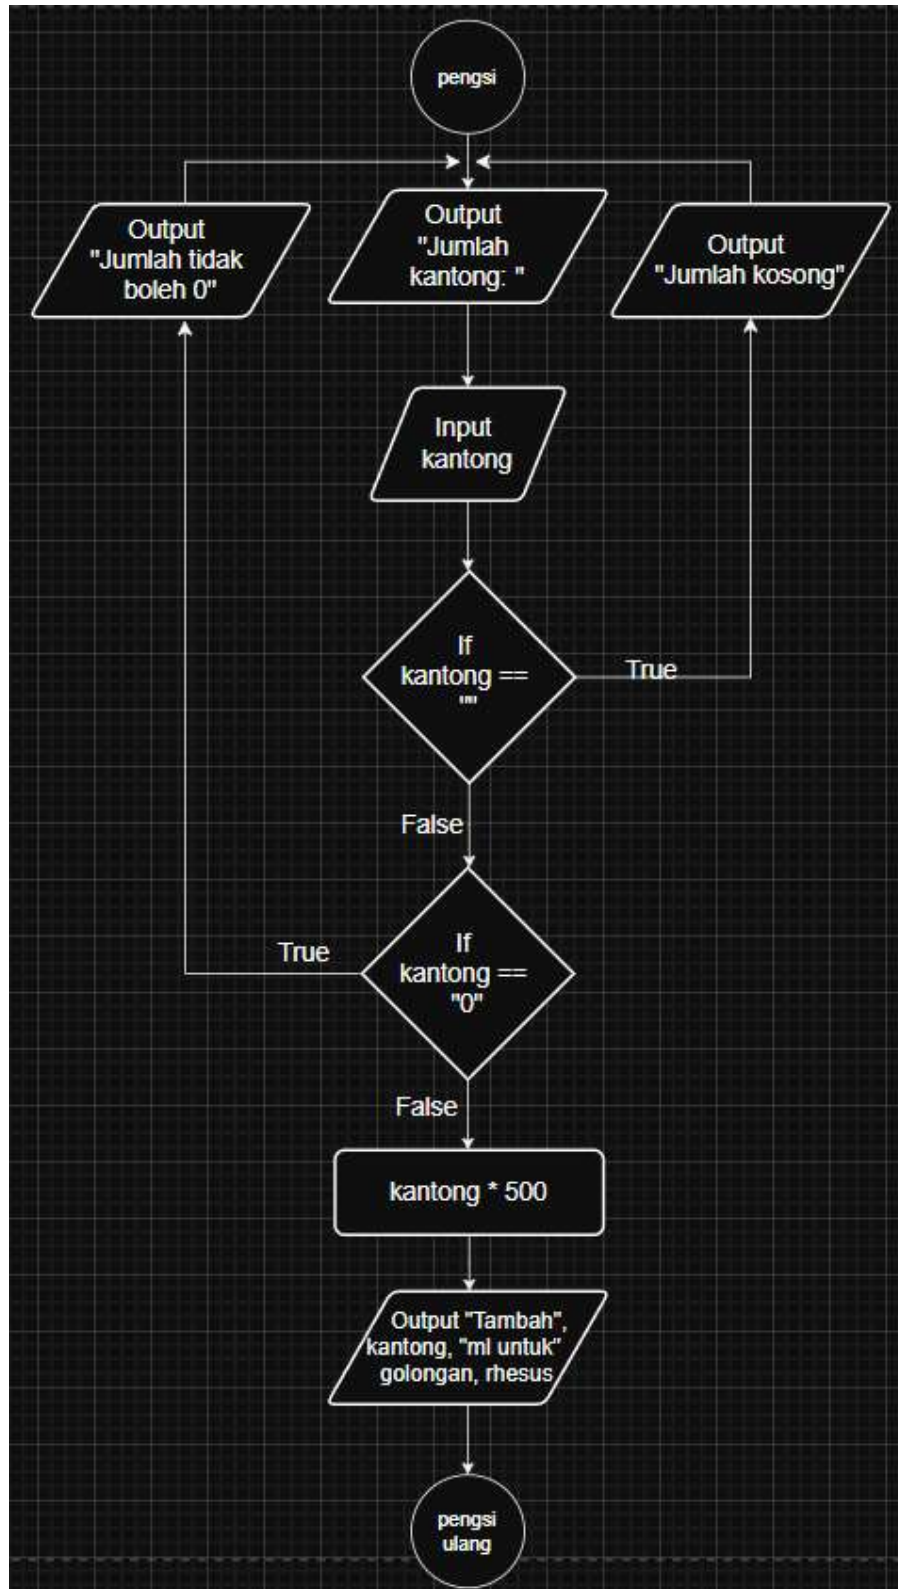 pengsi
Output
"Jumlah tidak
boleh 0"
Output
"Jumlah
kantong: "
Output
"Jumlah kosong"
Input
kantong
If
kantong ==
""
True
False
If
kantong ==
"0"
True
False
kantong * 500
Output "Tambah",
kantong, "ml untuk"
golongan, rhesus
pengsi
ulang